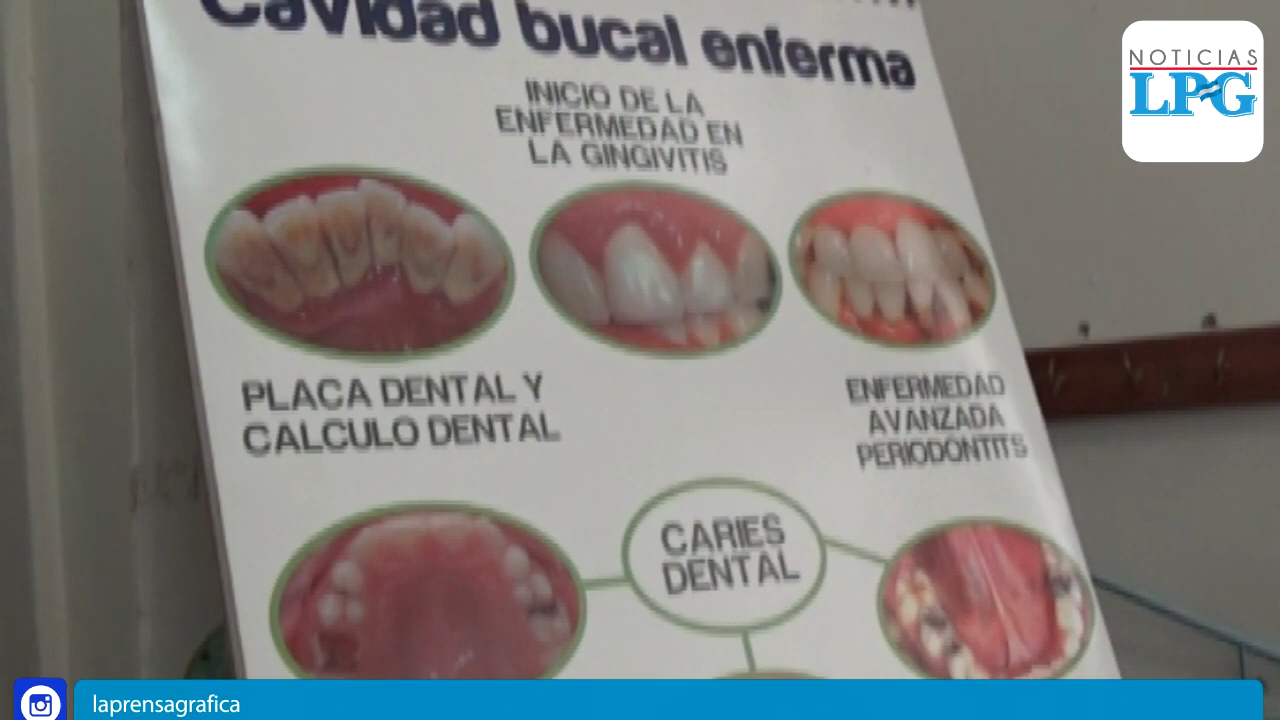 Cavidad bucal enferma
INICIO DE LA
ENFERMEDAD EN
LA GINGIVITIS
PLACA DENTAL Y
CALCULO DENTAL
ENFERMEDAD
AVANZADA
PERIODONTITS
CARIES
DENTAL
NOTICIAS
LPG
laprensagrafica